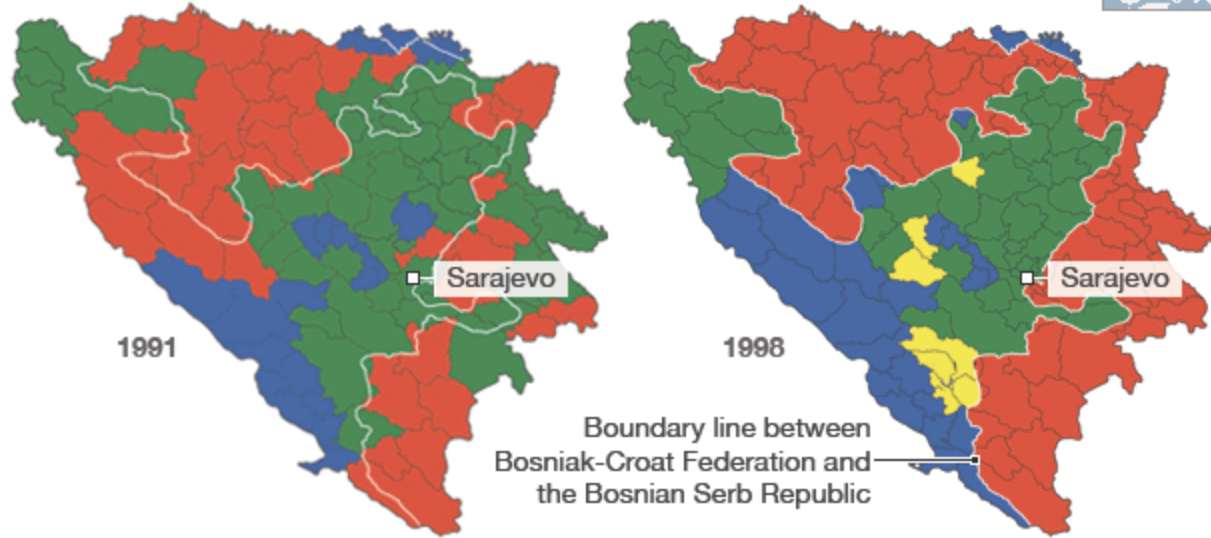 Sarajevo
1991
Sarajevo
1998
Boundary line between
Bosniak-Croat Federation and
the Bosnian Serb Republic